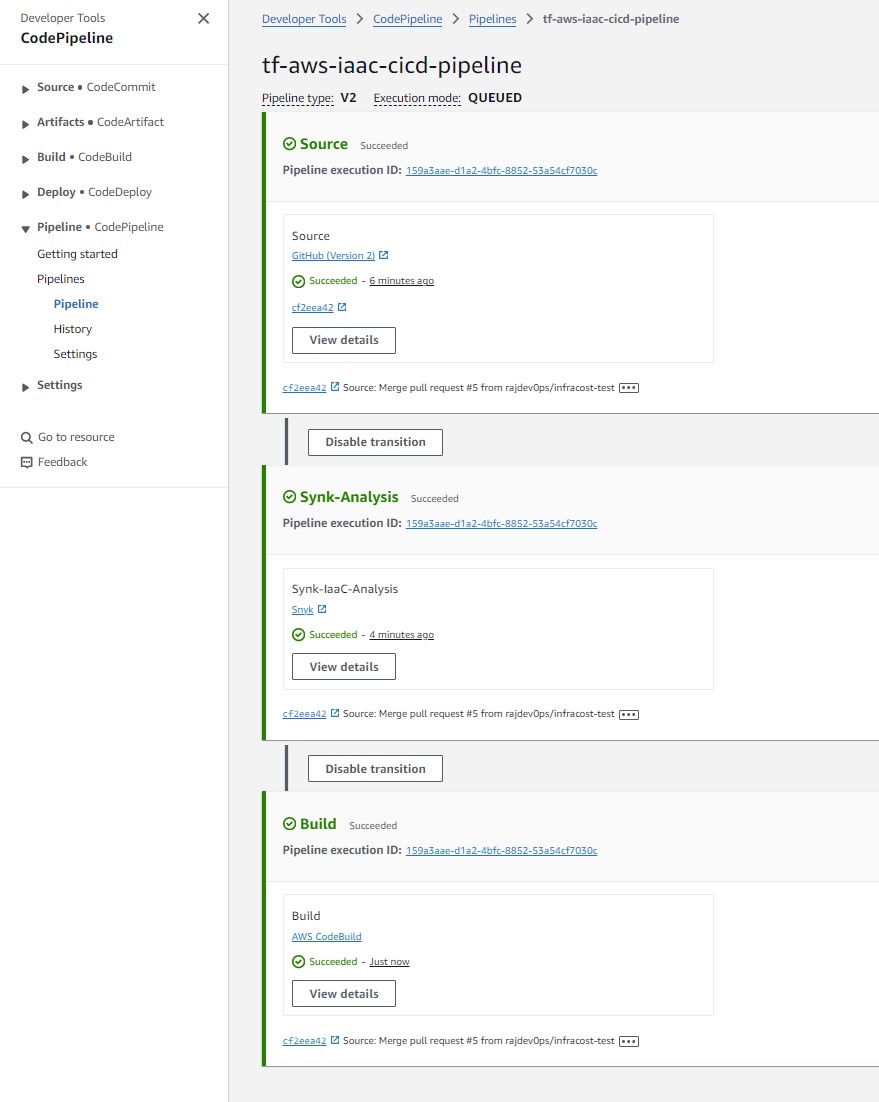 Developer Tools
CodePipeline
Source • CodeCommit
Artifacts • CodeArtifact
Build • CodeBuild
Deploy • CodeDeploy
Pipeline • CodePipeline
Getting started
Pipelines
Pipeline
History
Settings
Settings
Go to resource
Feedback
Developer Tools > CodePipeline > Pipelines > tf-aws-iaac-cicd-pipeline
tf-aws-iaac-cicd-pipeline
Pipeline type: V2 Execution mode: QUEUED
Source Succeeded
Pipeline execution ID: 159a3aae-d1a2-4bfc-8852-53a54cf7030c
Source
GitHub (Version 2)
Succeeded - 6 minutes ago
cf2eea42
View details
cf2eea42 Source: Merge pull request #5 from rajdev0ps/infracost-test
Disable transition
Synk-Analysis Succeeded
Pipeline execution ID: 159a3aae-d1a2-4bfc-8852-53a54cf7030c
Synk-IaaC-Analysis
Snyk
Succeeded - 4 minutes ago
View details
cf2eea42 Source: Merge pull request #5 from rajdev0ps/infracost-test
Disable transition
Build Succeeded
Pipeline execution ID: 159a3aae-d1a2-4bfc-8852-53a54cf7030c
Build
AWS CodeBuild
Succeeded - Just now
View details
cf2eea42 Source: Merge pull request #5 from rajdev0ps/infracost-test